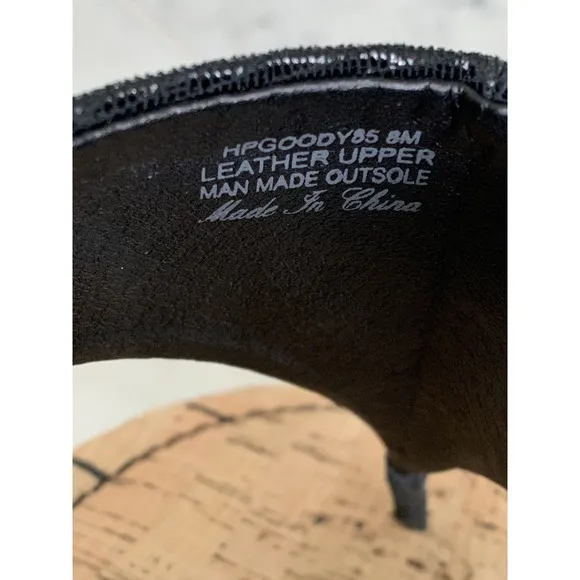 HPGOODY85 8M
LEATHER UPPER
MAN MADE OUTSOLE
Made In China